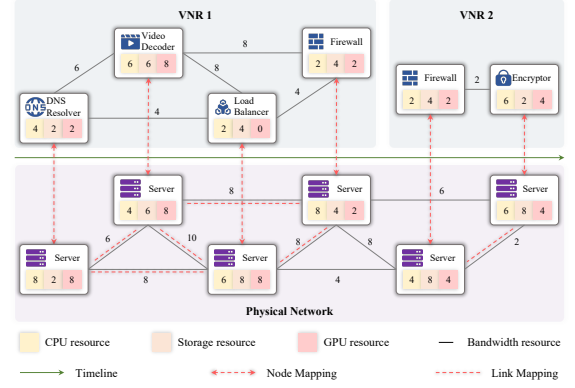 VNR 1
VNR 2
Video
Decoder
6 6 8
8
Firewall
2 4 2
6
8
4
DNS
DNS
Resolver
4 2 2
4
Load
Balancer
2 4 0
Firewall
2 4 2
2
Encryptor
6 2 4
Server
4 6 8
8
Server
8 4 2
6
Server
6 8 4
6
10
8
8
2
Server
8 2 8
8
Server
6 8 8
4
Server
4 8 4
Physical Network
CPU resource
Storage resource
GPU resource
Bandwidth resource
Timeline
Node Mapping
Link Mapping